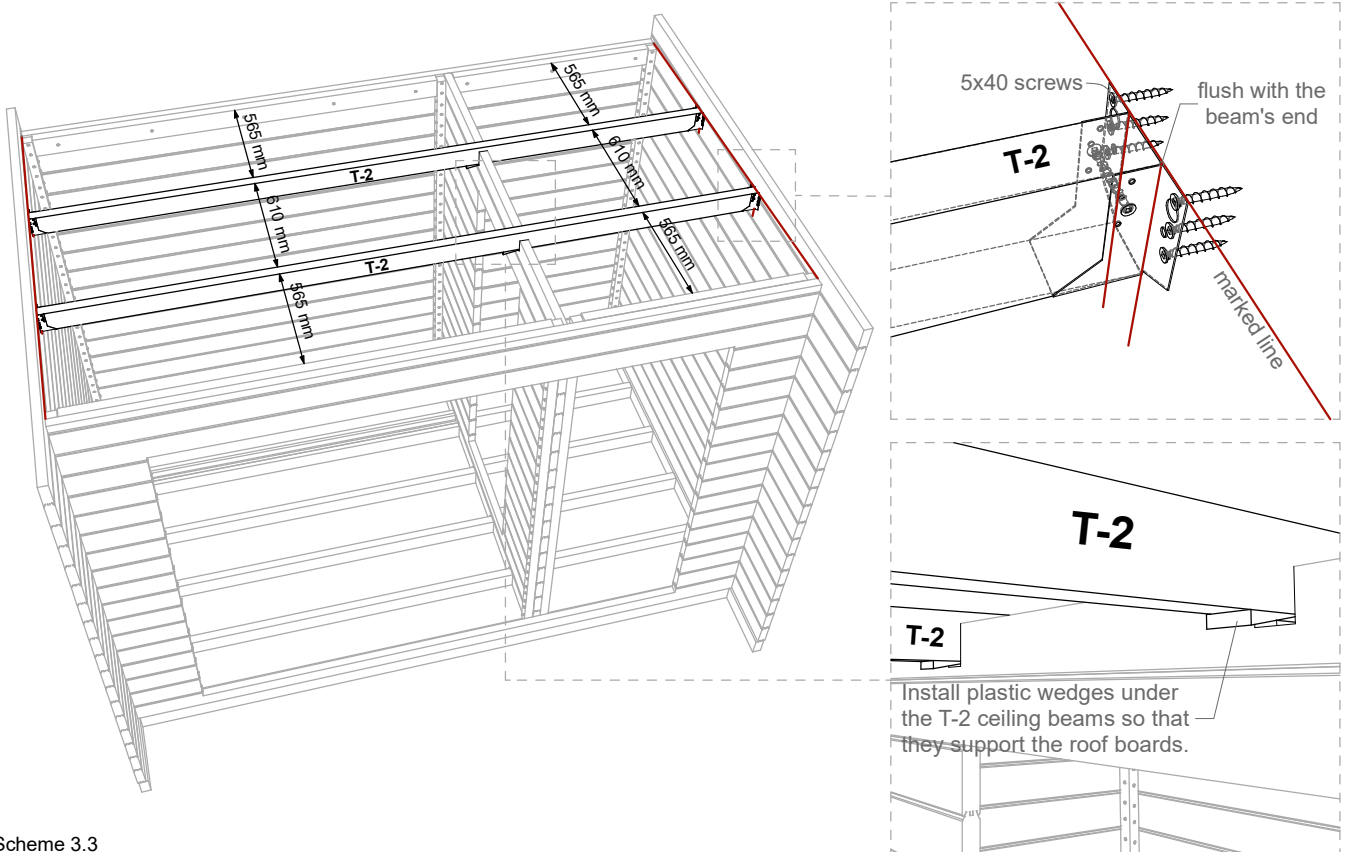 565 mm
565 mm
T-2
610 mm
610 mm
T-2
565 mm
565 mm
5x40 screws
flush with the
beam's end
T-2
marked line
T-2
T-2
Install plastic wedges under
the T-2 ceiling beams so that
they support the roof boards.
Scheme 3.3